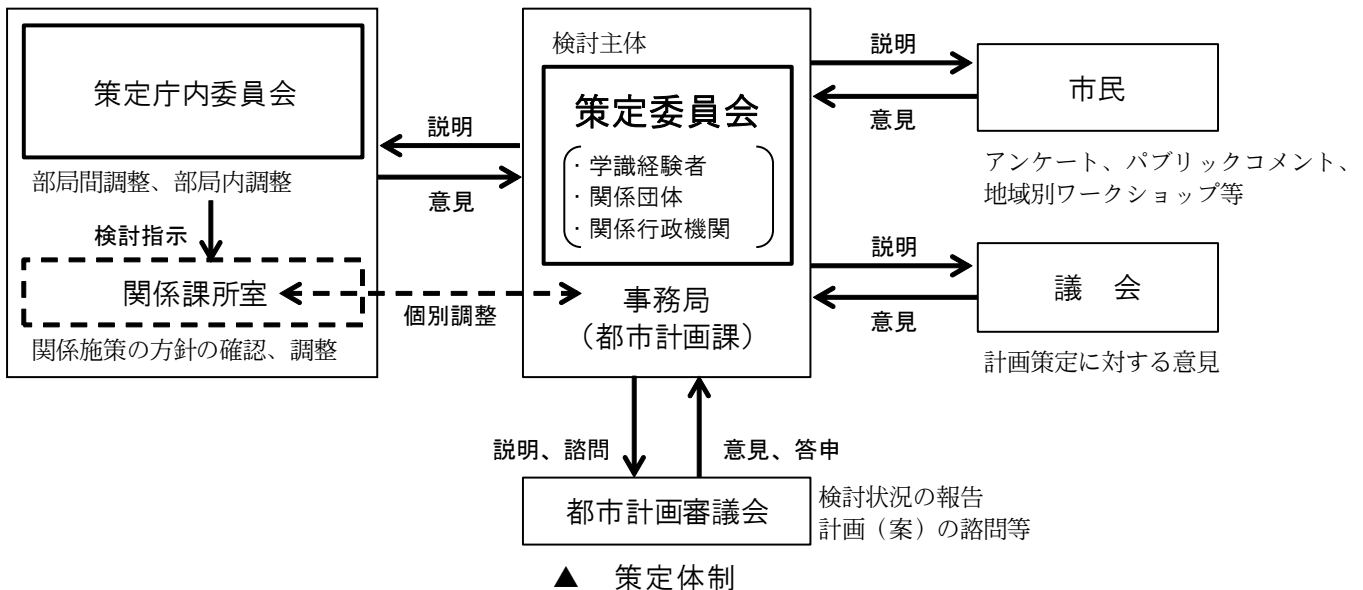 策定庁内委員会
部局間調整、部局内調整
検討指示
関係課所室
関係施策の方針の確認、調整
説明
意見
個別調整
検討主体
策定委員会
・学識経験者
・関係団体
・関係行政機関
事務局
（都市計画課）
説明
意見
市民
アンケート、パブリックコメント、
地域別ワークショップ等
説明
意見
議　会
計画策定に対する意見
説明、諮問
意見、答申
都市計画審議会
検討状況の報告
計画（案）の諮問等
▲　策定体制